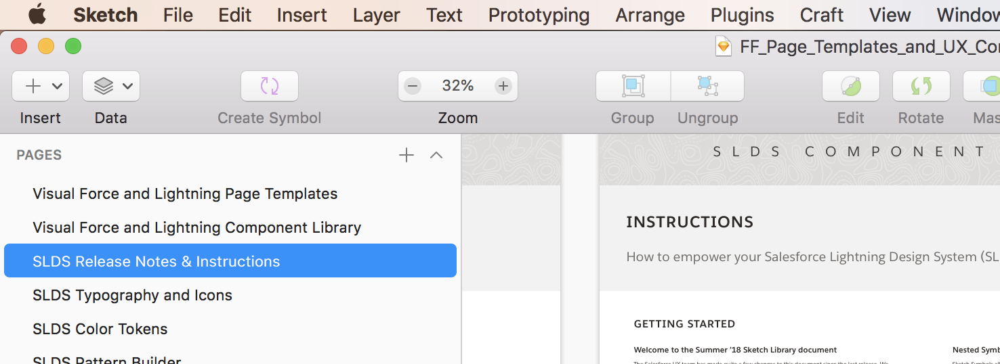 Sketch File Edit Insert Layer Text Prototyping Arrange Plugins Craft View Window
FF_Page_Templates_and_UX_Co
32%
Insert Data Create Symbol Zoom Group Ungroup Edit Rotate Mas
PAGES
Visual Force and Lightning Page Templates
Visual Force and Lightning Component Library
SLDS Release Notes & Instructions
SLDS Typography and Icons
SLDS Color Tokens
SLDS Pattern Builder
SLDS COMPONENT
INSTRUCTIONS
How to empower your Salesforce Lightning Design System (SL
GETTING STARTED
Welcome to the Summer '18 Sketch Library document
Nested Symb
The Salesforce UX team has made quite a few changes to this document since the last release. We
Sketch Symbols all